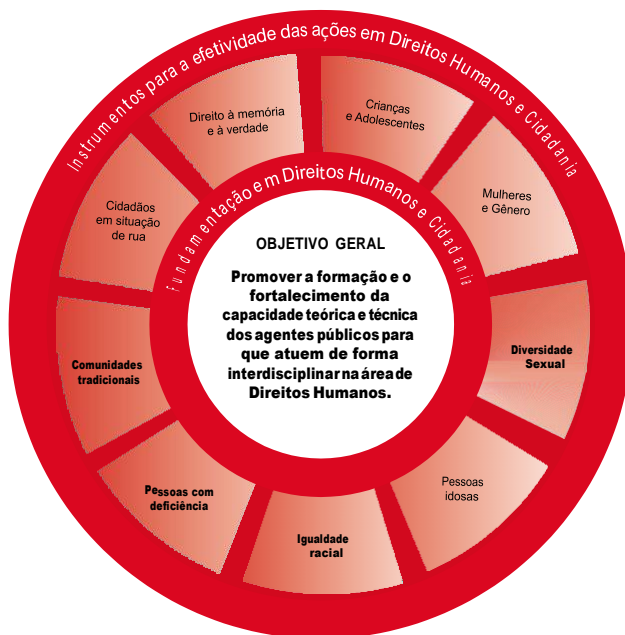 Instrumentos para a efetividade das ações em Direitos Humanos e Cidadania
Direito à memória
e à verdade
Crianças
e Adolescentes
Cidadãos
em situação
de rua
Mulheres
e Gênero
Fundamentação em Direitos Humanos e Cidadania
OBJETIVO GERAL
Promover a formação e o
fortalecimento da
capacidade teórica e técnica
dos agentes públicos para
que atuem de forma
interdisciplinar na área de
Direitos Humanos.
Comunidades
tradicionais
Diversidade
Sexual
Pessoas com
deficiência
Pessoas
idosas
Igualdade
racial